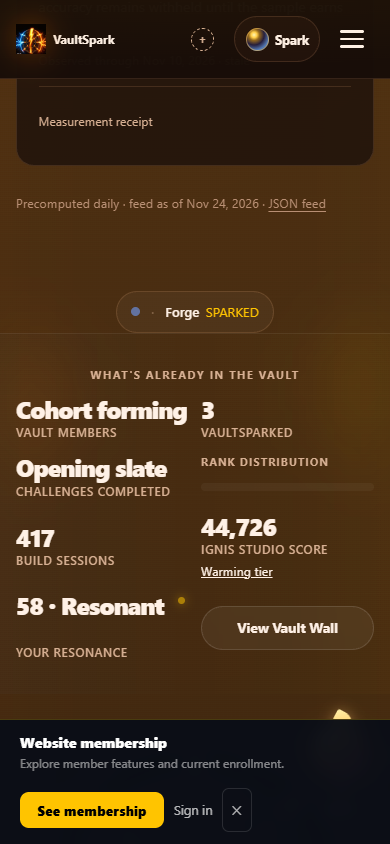 VaultSpark
+
Spark
Measurement receipt
Precomputed daily · feed as of Nov 24, 2026 · JSON feed
· Forge SPARKED
WHAT'S ALREADY IN THE VAULT
Cohort forming
VAULT MEMBERS
3
VAULTSPARKED
Opening slate
CHALLENGES COMPLETED
RANK DISTRIBUTION
417
BUILD SESSIONS
44,726
IGNIS STUDIO SCORE
Warming tier
58 · Resonant
YOUR RESONANCE
View Vault Wall
Website membership
Explore member features and current enrollment.
See membership
Sign in
×